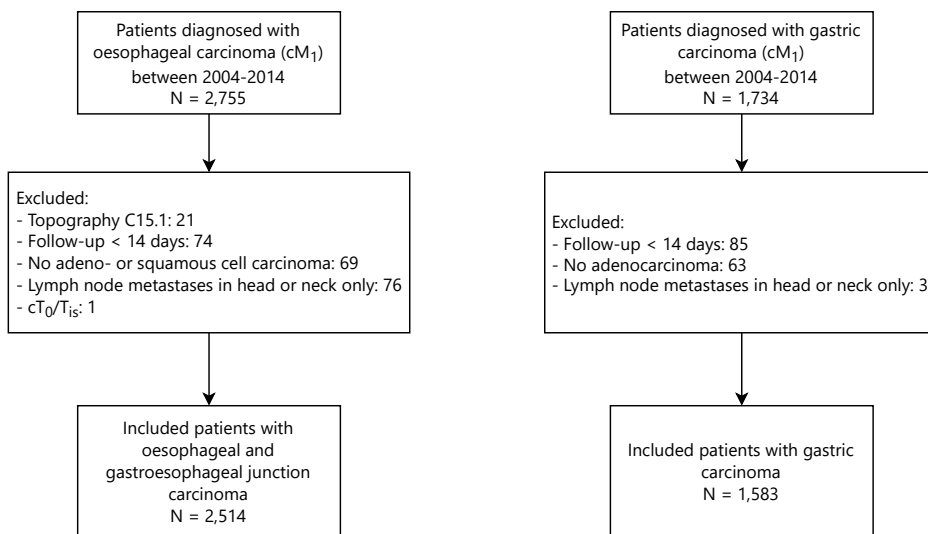 Patients diagnosed with
oesophageal carcinoma (cM₁)
between 2004-2014
N = 2,755
Excluded:
- Topography C15.1: 21
- Follow-up < 14 days: 74
- No adeno- or squamous cell carcinoma: 69
- Lymph node metastases in head or neck only: 76
- cT₀/Tᵢₛ: 1
Included patients with
oesophageal and
gastroesophageal junction
carcinoma
N = 2,514
Patients diagnosed with gastric
carcinoma (cM₁)
between 2004-2014
N = 1,734
Excluded:
- Follow-up < 14 days: 85
- No adenocarcinoma: 63
- Lymph node metastases in head or neck only: 3
Included patients with gastric
carcinoma
N = 1,583